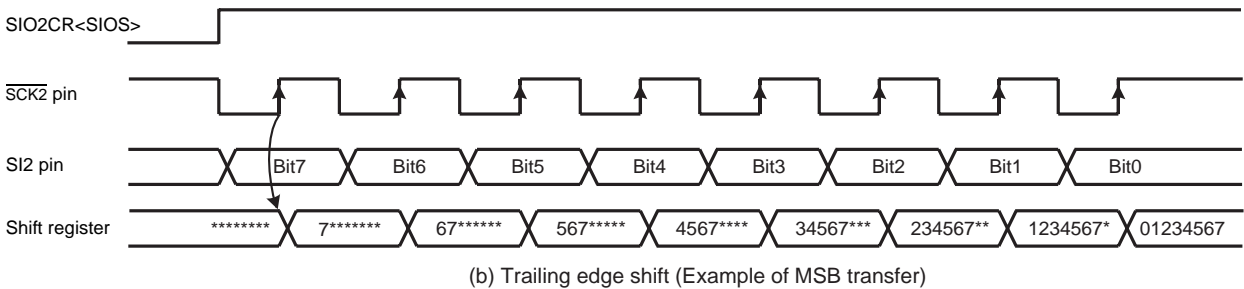 SIO2CR<SIOS>
SCK2 pin
SI2 pin Bit7 Bit6 Bit5 Bit4 Bit3 Bit2 Bit1 Bit0
Shift register ******** 7******* 67****** 567***** 4567**** 34567*** 234567** 1234567* 01234567
(b) Trailing edge shift (Example of MSB transfer)